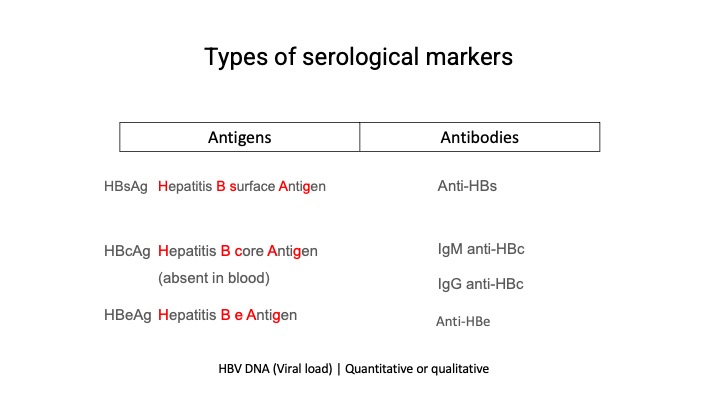 Types of serological markers
Antigens Antibodies
HBsAg Hepatitis B surface Antigen Anti-HBs
HBcAg Hepatitis B core Antigen IgM anti-HBc
(absent in blood) IgG anti-HBc
HBeAg Hepatitis B e Antigen Anti-HBe
HBV DNA (Viral load) | Quantitative or qualitative